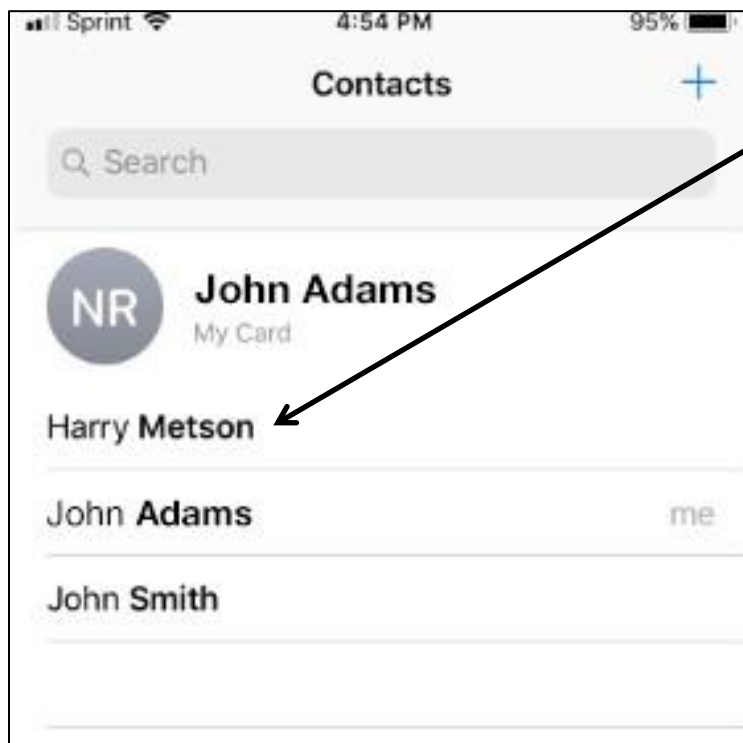 Sprint 4:54 PM 95%
Contacts
Search
NR
John Adams
My Card
Harry Metson
John Adams me
John Smith